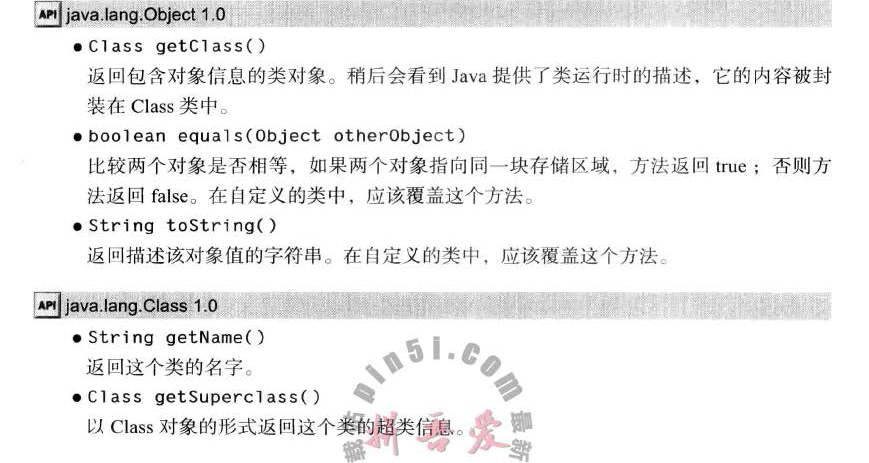 API java.lang.Object 1.0
● Class getClass()
返回包含对象信息的类对象。稍后会看到 Java 提供了类运行时的描述，它的内容被封
装在 Class 类中。
● boolean equals(Object otherObject)
比较两个对象是否相等，如果两个对象指向同一块存储区域，方法返回 true ；否则方
法返回 false。在自定义的类中，应该覆盖这个方法。
● String toString()
返回描述该对象值的字符串。在自定义的类中，应该覆盖这个方法。
API java.lang.Class 1.0
● String getName()
返回这个类的名字。
● Class getSuperclass()
以 Class 对象的形式返回这个类的超类信息。
pin5i.com
拼吾爱
最新